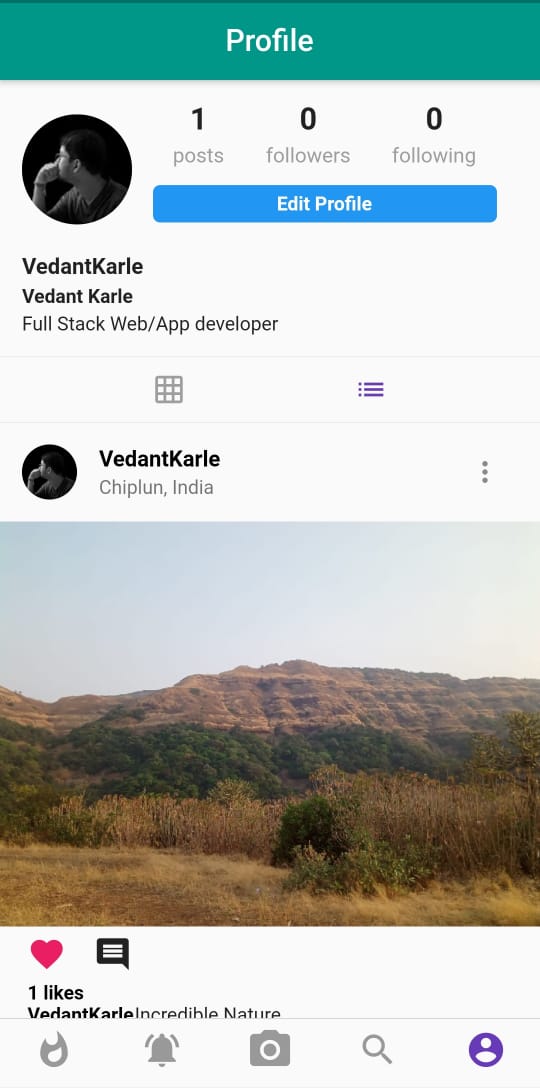 Profile
1 0 0
posts followers following
Edit Profile
VedantKarle
Vedant Karle
Full Stack Web/App developer
VedantKarle
Chiplun, India
1 likes
VedantKarleIncredible Nature